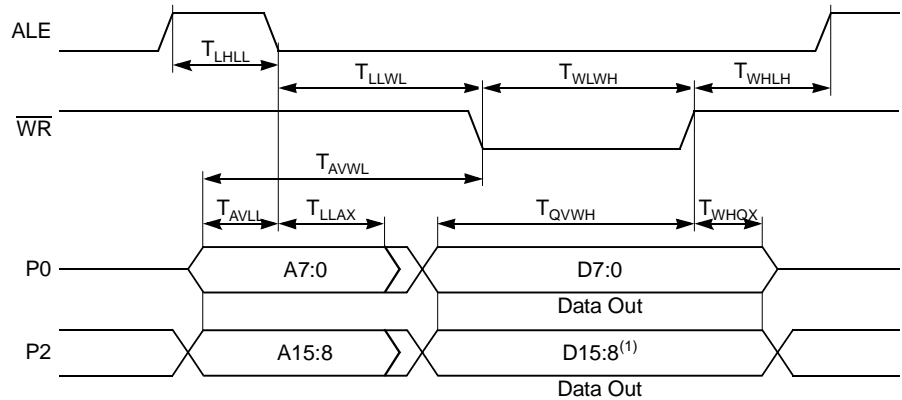 ALE
T_LHLL
T_LLWL T_WLWH T_WHLH
WR
T_AVWL
T_AVLL T_LLAX T_QVWH T_WHQX
P0 A7:0 D7:0
Data Out
P2 A15:8 D15:8(1)
Data Out